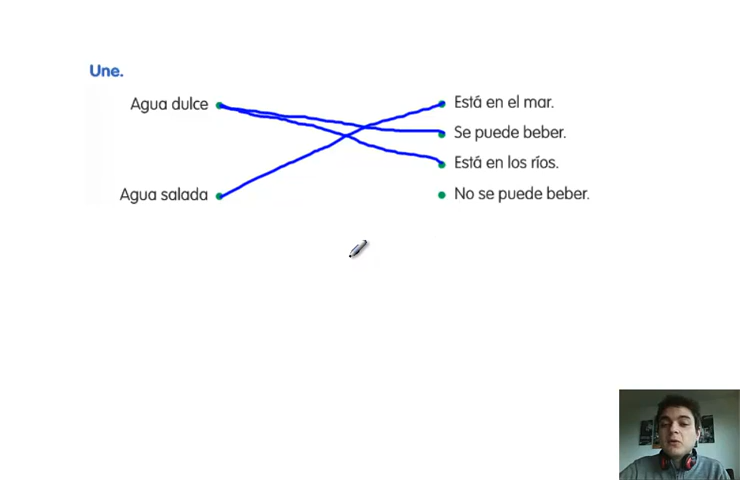 Une.
Agua dulce
Está en el mar.
Se puede beber.
Está en los ríos.
Agua salada
No se puede beber.